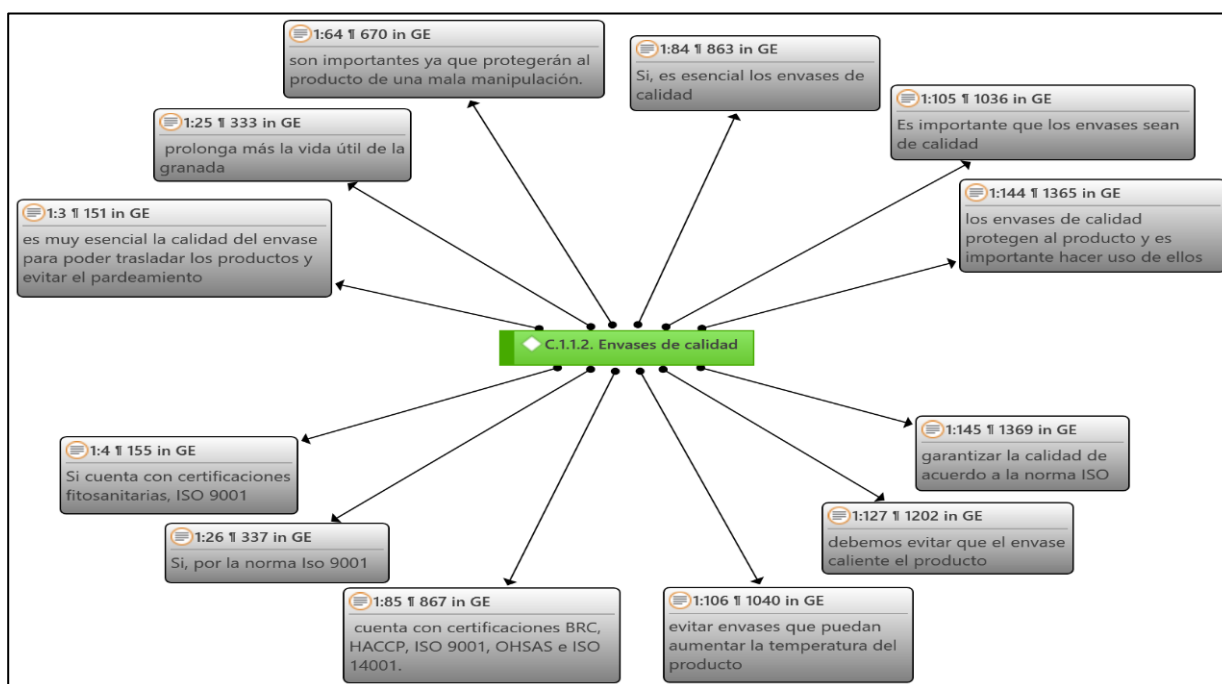 1:64 ¶ 670 in GE
son importantes ya que protegerán al
producto de una mala manipulación.
1:84 ¶ 863 in GE
Si, es esencial los envases de
calidad
1:105 ¶ 1036 in GE
Es importante que los envases sean
de calidad
1:25 ¶ 333 in GE
prolonga más la vida útil de la
granada
1:144 ¶ 1365 in GE
los envases de calidad
protegen al producto y es
importante hacer uso de ellos
1:3 ¶ 151 in GE
es muy esencial la calidad del envase
para poder trasladar los productos y
evitar el pardeamiento
C.1.1.2. Envases de calidad
1:145 ¶ 1369 in GE
garantizar la calidad de
acuerdo a la norma ISO
1:4 ¶ 155 in GE
Si cuenta con certificaciones
fitosanitarias, ISO 9001
1:127 ¶ 1202 in GE
debemos evitar que el envase
caliente el producto
1:26 ¶ 337 in GE
Si, por la norma Iso 9001
1:85 ¶ 867 in GE
cuenta con certificaciones BRC,
HACCP, ISO 9001, OHSAS e ISO
14001.
1:106 ¶ 1040 in GE
evitar envases que puedan
aumentar la temperatura del
producto